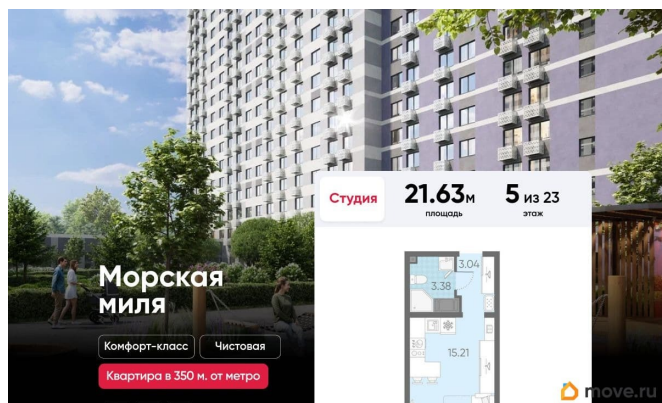 Студия
21.63м
площадь
5 из 23
этаж
3.04
3.38
15.21
Морская
миля
Комфорт-класс
Чистовая
Квартира в 350 м. от метро
move.ru